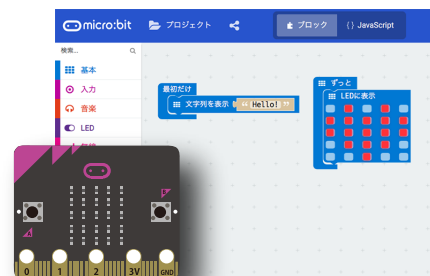 micro:bit
プロジェクト
ブロック
{} JavaScript
検索...
基本
入力
音楽
LED
最初だけ
文字列を表示 " Hello! "
ずっと
LEDに表示
A
B
0 1 2 3V GND